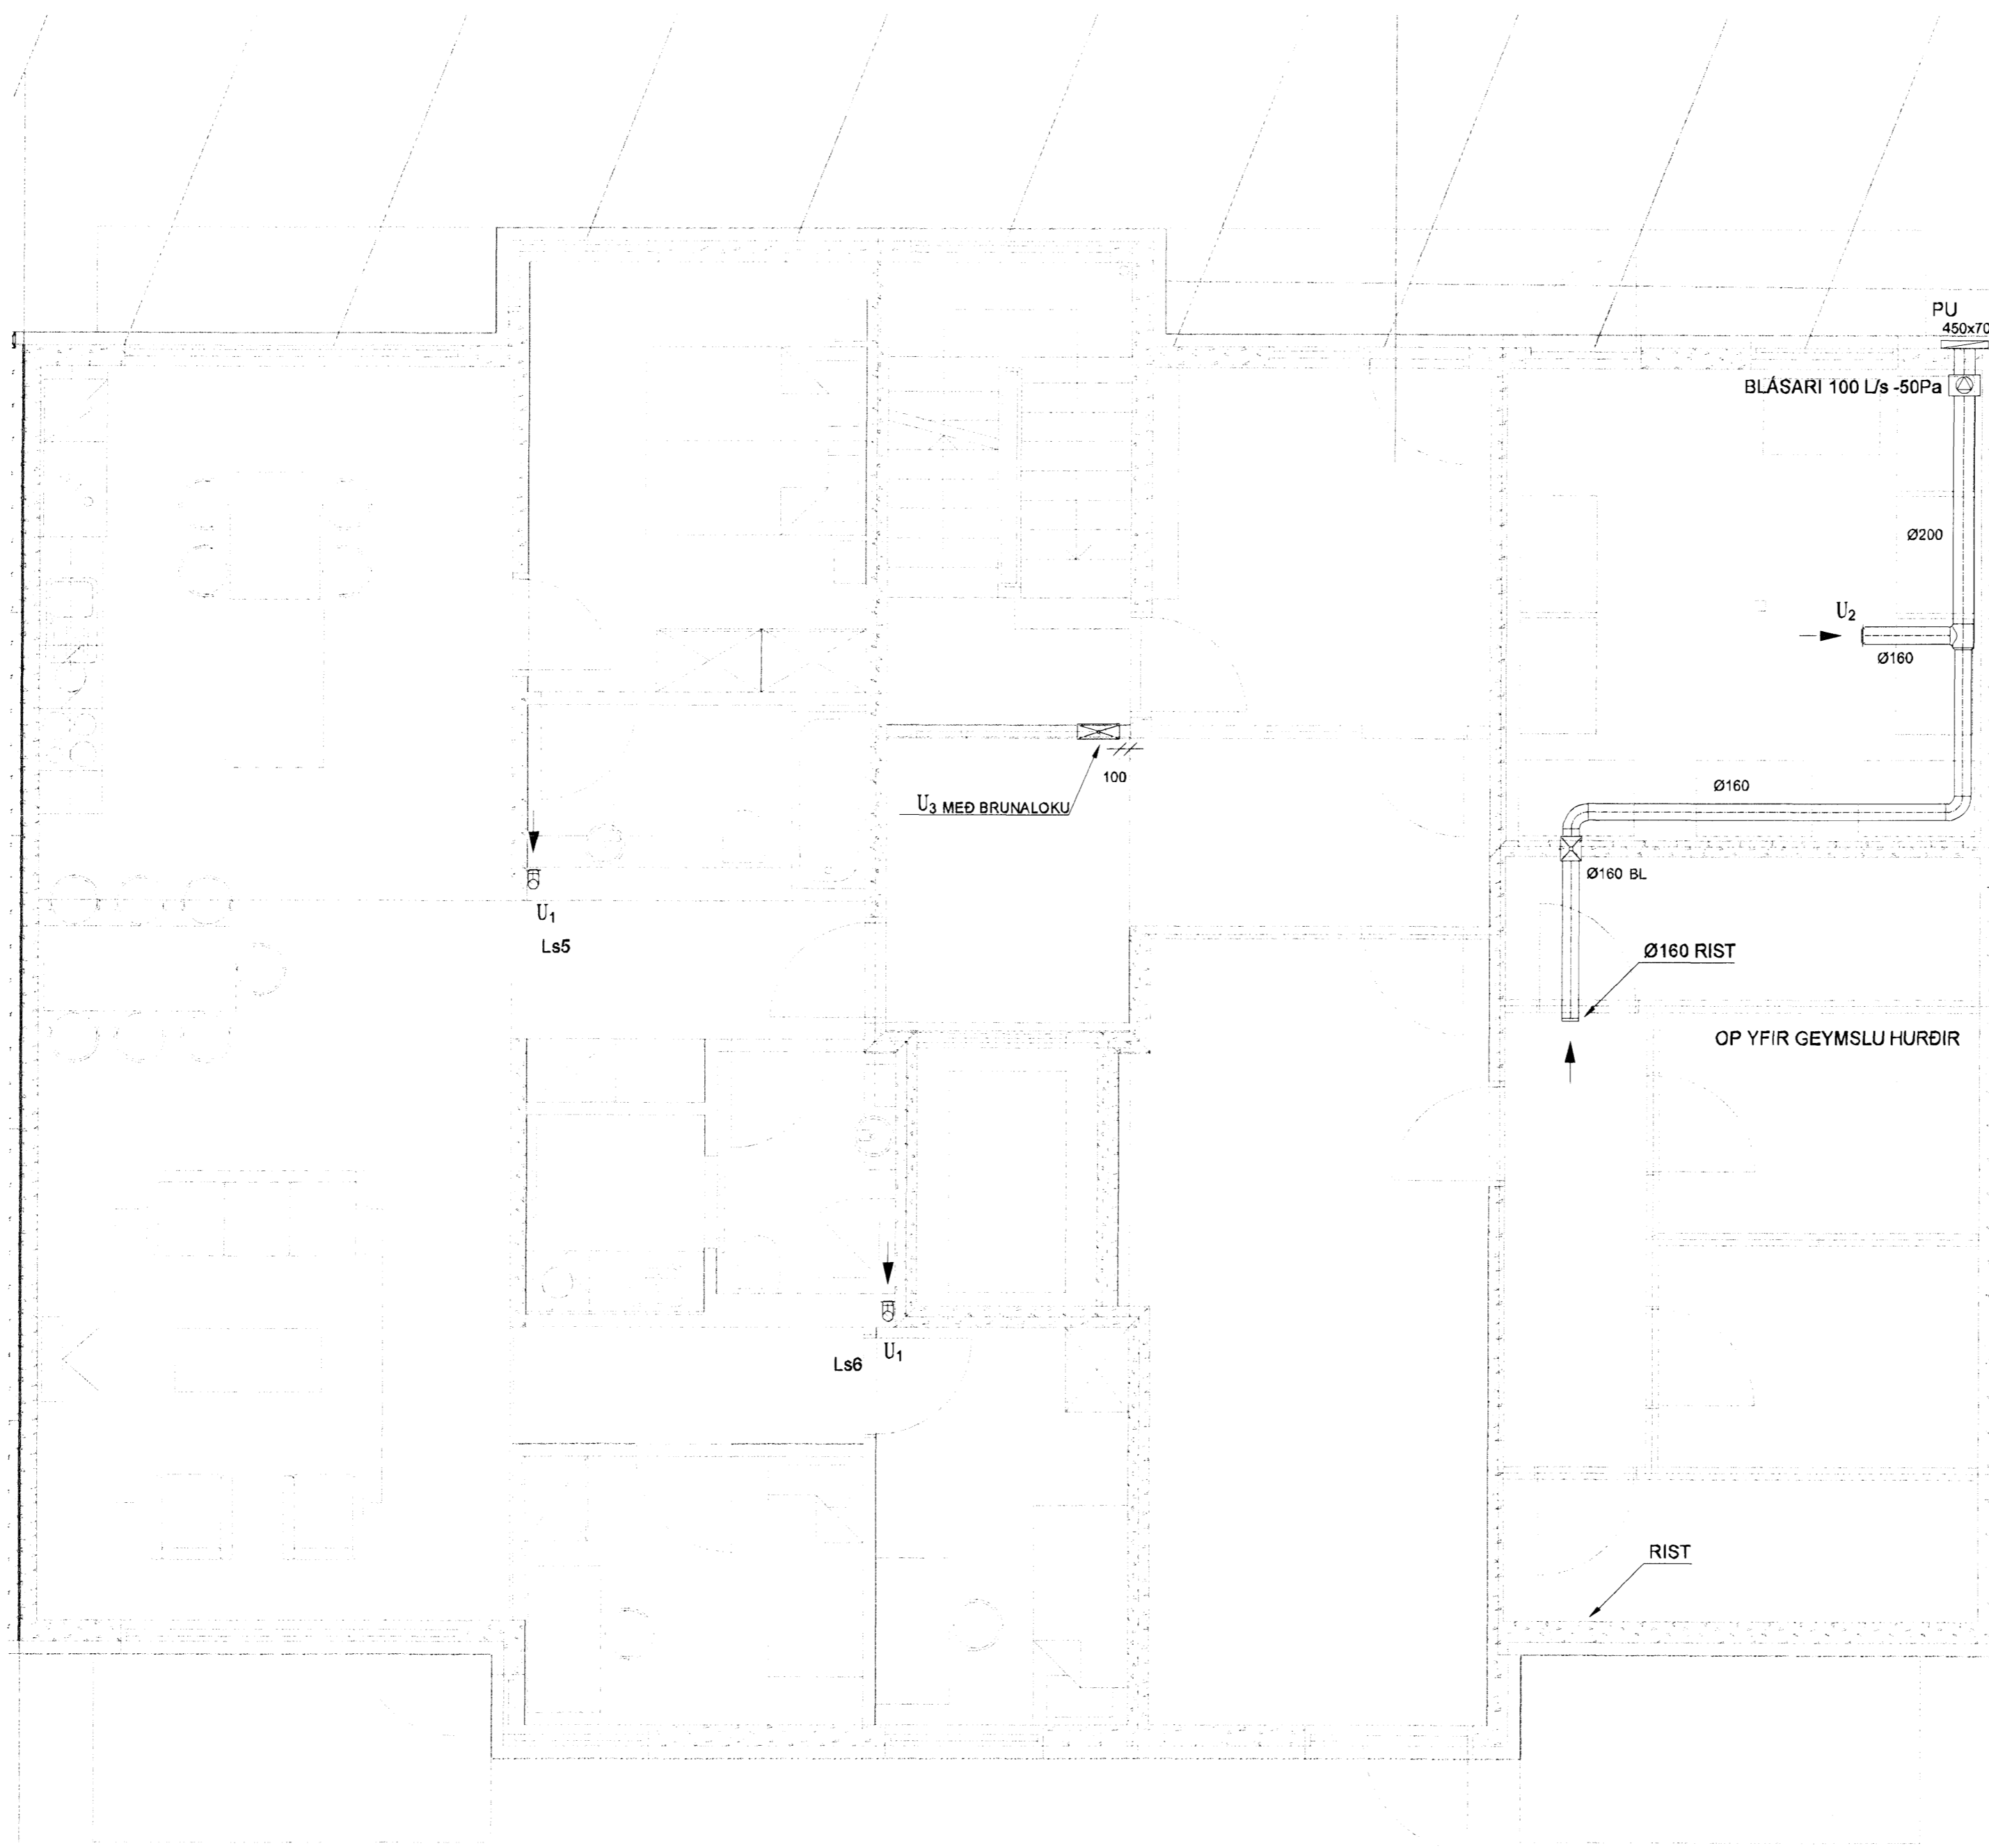 PU
450x70
BLÁSARI 100 L/s -50Pa
Ø200
U₂
Ø160
100
U₃ MEÐ BRUNALOKU
Ø160
Ø160 BL
U₁
Ls5
Ø160 RIST
OP YFIR GEYMSLU HURÐIR
Ls6 U₁
RIST